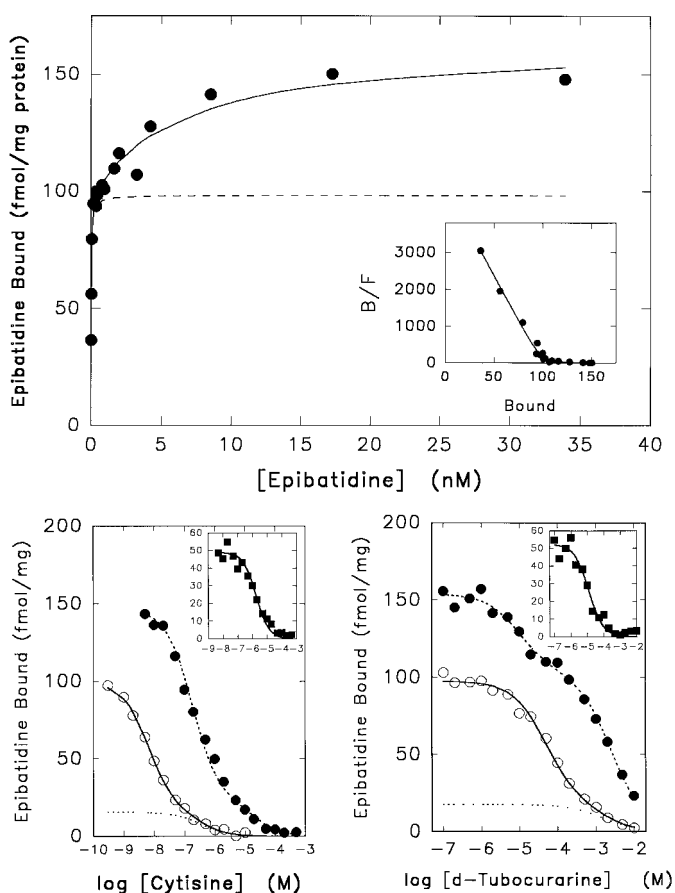 Epibatidine Bound (fmol/mg protein)
150
100
50
0
0 5 10 15 20 25 30 35 40
[Epibatidine] (nM)
B/F
3000
2000
1000
0
0 50 100 150
Bound
Epibatidine Bound (fmol/mg)
200
150
100
50
0
−10 −9 −8 −7 −6 −5 −4 −3
log [Cytisine] (M)
60
50
40
30
20
10
0
−9 −8 −7 −6 −5 −4 −3
Epibatidine Bound (fmol/mg)
200
150
100
50
0
−7 −6 −5 −4 −3 −2
log [d−Tubocurarine] (M)
60
50
40
30
20
10
0
−7 −6 −5 −4 −3 −2